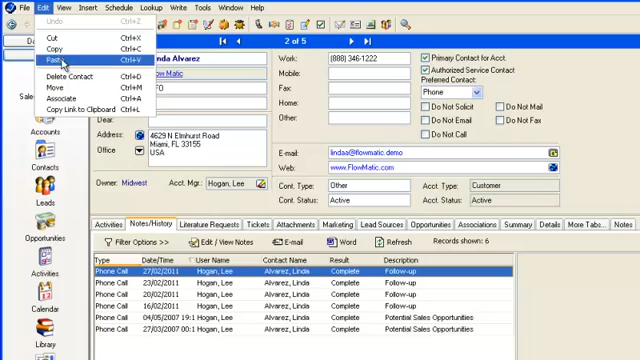 File Edit View Insert Schedule Lookup Write Tools Window Help
Undo Ctrl+Z
Cut Ctrl+X
Copy Ctrl+C
Paste Ctrl+V
Delete Contact Ctrl+D
Move Ctrl+M
Associate Ctrl+A
Copy Link to Clipboard Ctrl+L
2 of 5
Accounts
Contacts
Leads
Opportunities
Activities
Calendar
Flow Matic
Dear:
Address:
4629 N Elmhurst Road
Miami, FL 33155
USA
Office:
Owner: Midwest Acct. Mgr.: Hogan, Lee
Work: (888) 346-1222
Mobile:
Fax:
Home:
Other:
Primary Contact for Acct.
Authorized Service Contact
Preferred Contact:
Phone
Do Not Solicit Do Not Mail
Do Not Email Do Not Fax
Do Not Call
E-mail: lindaa@flowmatic.demo
Web: www.FlowMatic.com
Cont. Type: Other Acct. Type: Customer
Cont. Status: Active Acct. Status: Active
Activities Notes/History Literature Requests Tickets Attachments Marketing Lead Sources Opportunities Associations Summary Details More Tabs...
Filter Options >> Edit / View Notes E-mail Word Refresh Records shown: 6
Type Date/Time User Name Contact Name Result Description
Phone Call 27/02/2011 Hogan, Lee Alvarez, Linda Complete Follow-up
Phone Call 23/02/2011 Hogan, Lee Alvarez, Linda Complete Follow-up
Phone Call 20/02/2011 Hogan, Lee Alvarez, Linda Complete Follow-up
Phone Call 16/02/2011 Hogan, Lee Alvarez, Linda Complete Follow-up
Phone Call 04/05/2007 19:1 Hogan, Lee Alvarez, Linda Complete Potential Sales Opportunities
Phone Call 27/03/2007 00:1 Hogan, Lee Alvarez, Linda Complete Potential Sales Opportunities